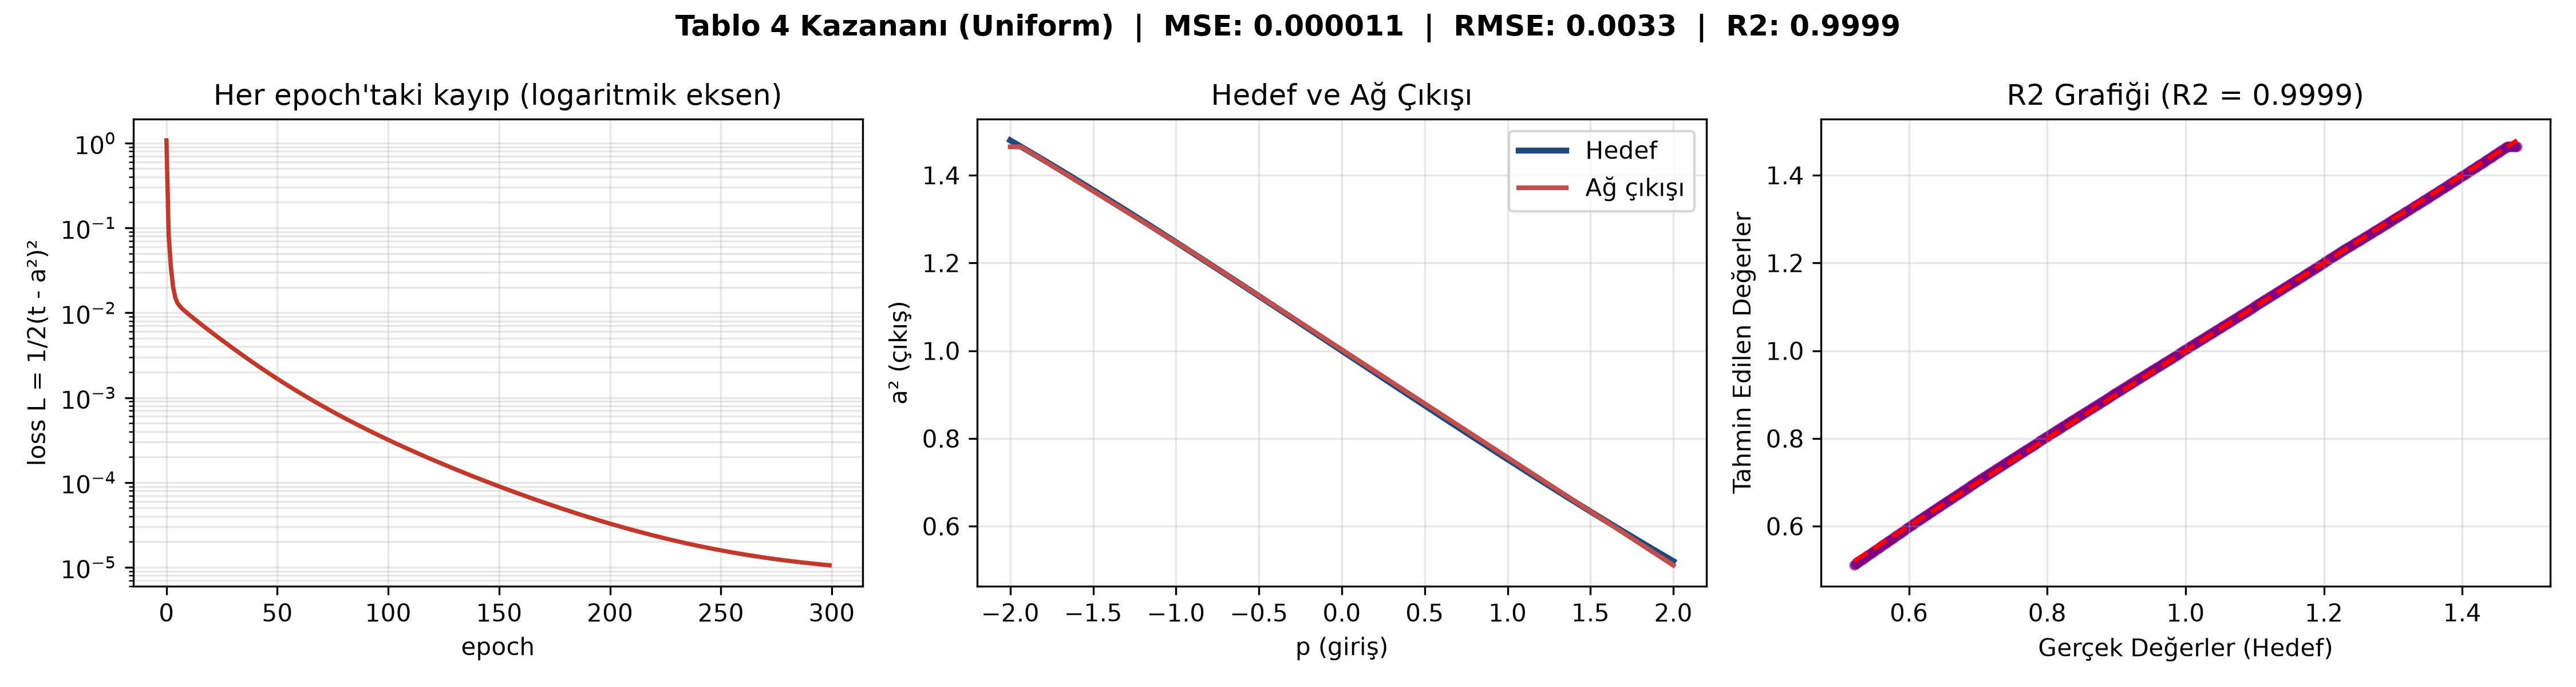 Tablo 4 Kazananı (Uniform) | MSE: 0.000011 | RMSE: 0.0033 | R2: 0.9999
Her epoch'taki kayıp (logaritmik eksen)
loss L = 1/2(t - a²)²
10⁰
10⁻¹
10⁻²
10⁻³
10⁻⁴
10⁻⁵
0 50 100 150 200 250 300
epoch
Hedef ve Ağ Çıkışı
a² (çıkış)
1.4
1.2
1.0
0.8
0.6
Hedef
Ağ çıkışı
−2.0 −1.5 −1.0 −0.5 0.0 0.5 1.0 1.5 2.0
p (giriş)
R2 Grafiği (R2 = 0.9999)
Tahmin Edilen Değerler
1.4
1.2
1.0
0.8
0.6
0.6 0.8 1.0 1.2 1.4
Gerçek Değerler (Hedef)